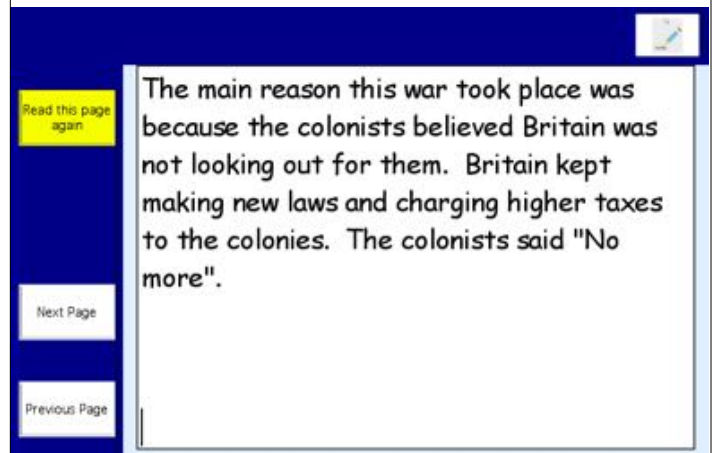 Read this page
again
The main reason this war took place was
because the colonists believed Britain was
not looking out for them.  Britain kept
making new laws and charging higher taxes
to the colonies.  The colonists said "No
more".
Next Page
Previous Page